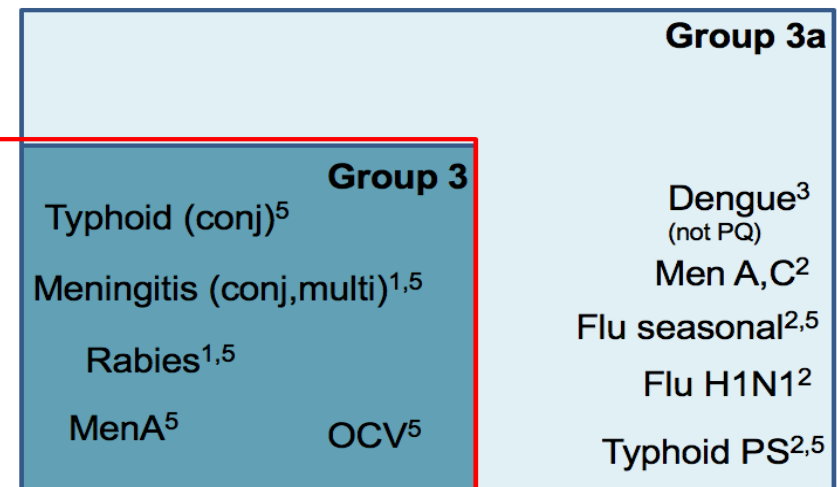 Group 3a
Group 3
Typhoid (conj)⁵
Meningitis (conj,multi)¹,⁵
Rabies¹,⁵
MenA⁵
OCV⁵
Dengue³
(not PQ)
Men A,C²
Flu seasonal²,⁵
Flu H1N1²
Typhoid PS²,⁵